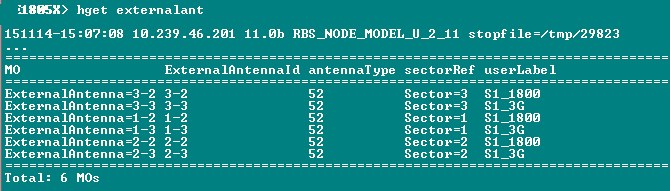 1805X> hget externalant
151114-15:07:08 10.239.46.201 11.0b RBS_NODE_MODEL_U_2_11 stopfile=/tmp/29823
...
=================================================================================
MO ExternalAntennaId antennaType sectorRef userLabel
=================================================================================
ExternalAntenna=3-2 3-2 52 Sector=3 S1_1800
ExternalAntenna=3-3 3-3 52 Sector=3 S1_3G
ExternalAntenna=1-2 1-2 52 Sector=1 S1_1800
ExternalAntenna=1-3 1-3 52 Sector=1 S1_3G
ExternalAntenna=2-2 2-2 52 Sector=2 S1_1800
ExternalAntenna=2-3 2-3 52 Sector=2 S1_3G
=================================================================================
Total: 6 MOs